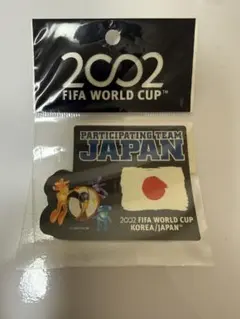 2002
FIFA WORLD CUP™
PARTICIPATING TEAM
JAPAN
2002 FIFA WORLD CUP
KOREA/JAPAN™